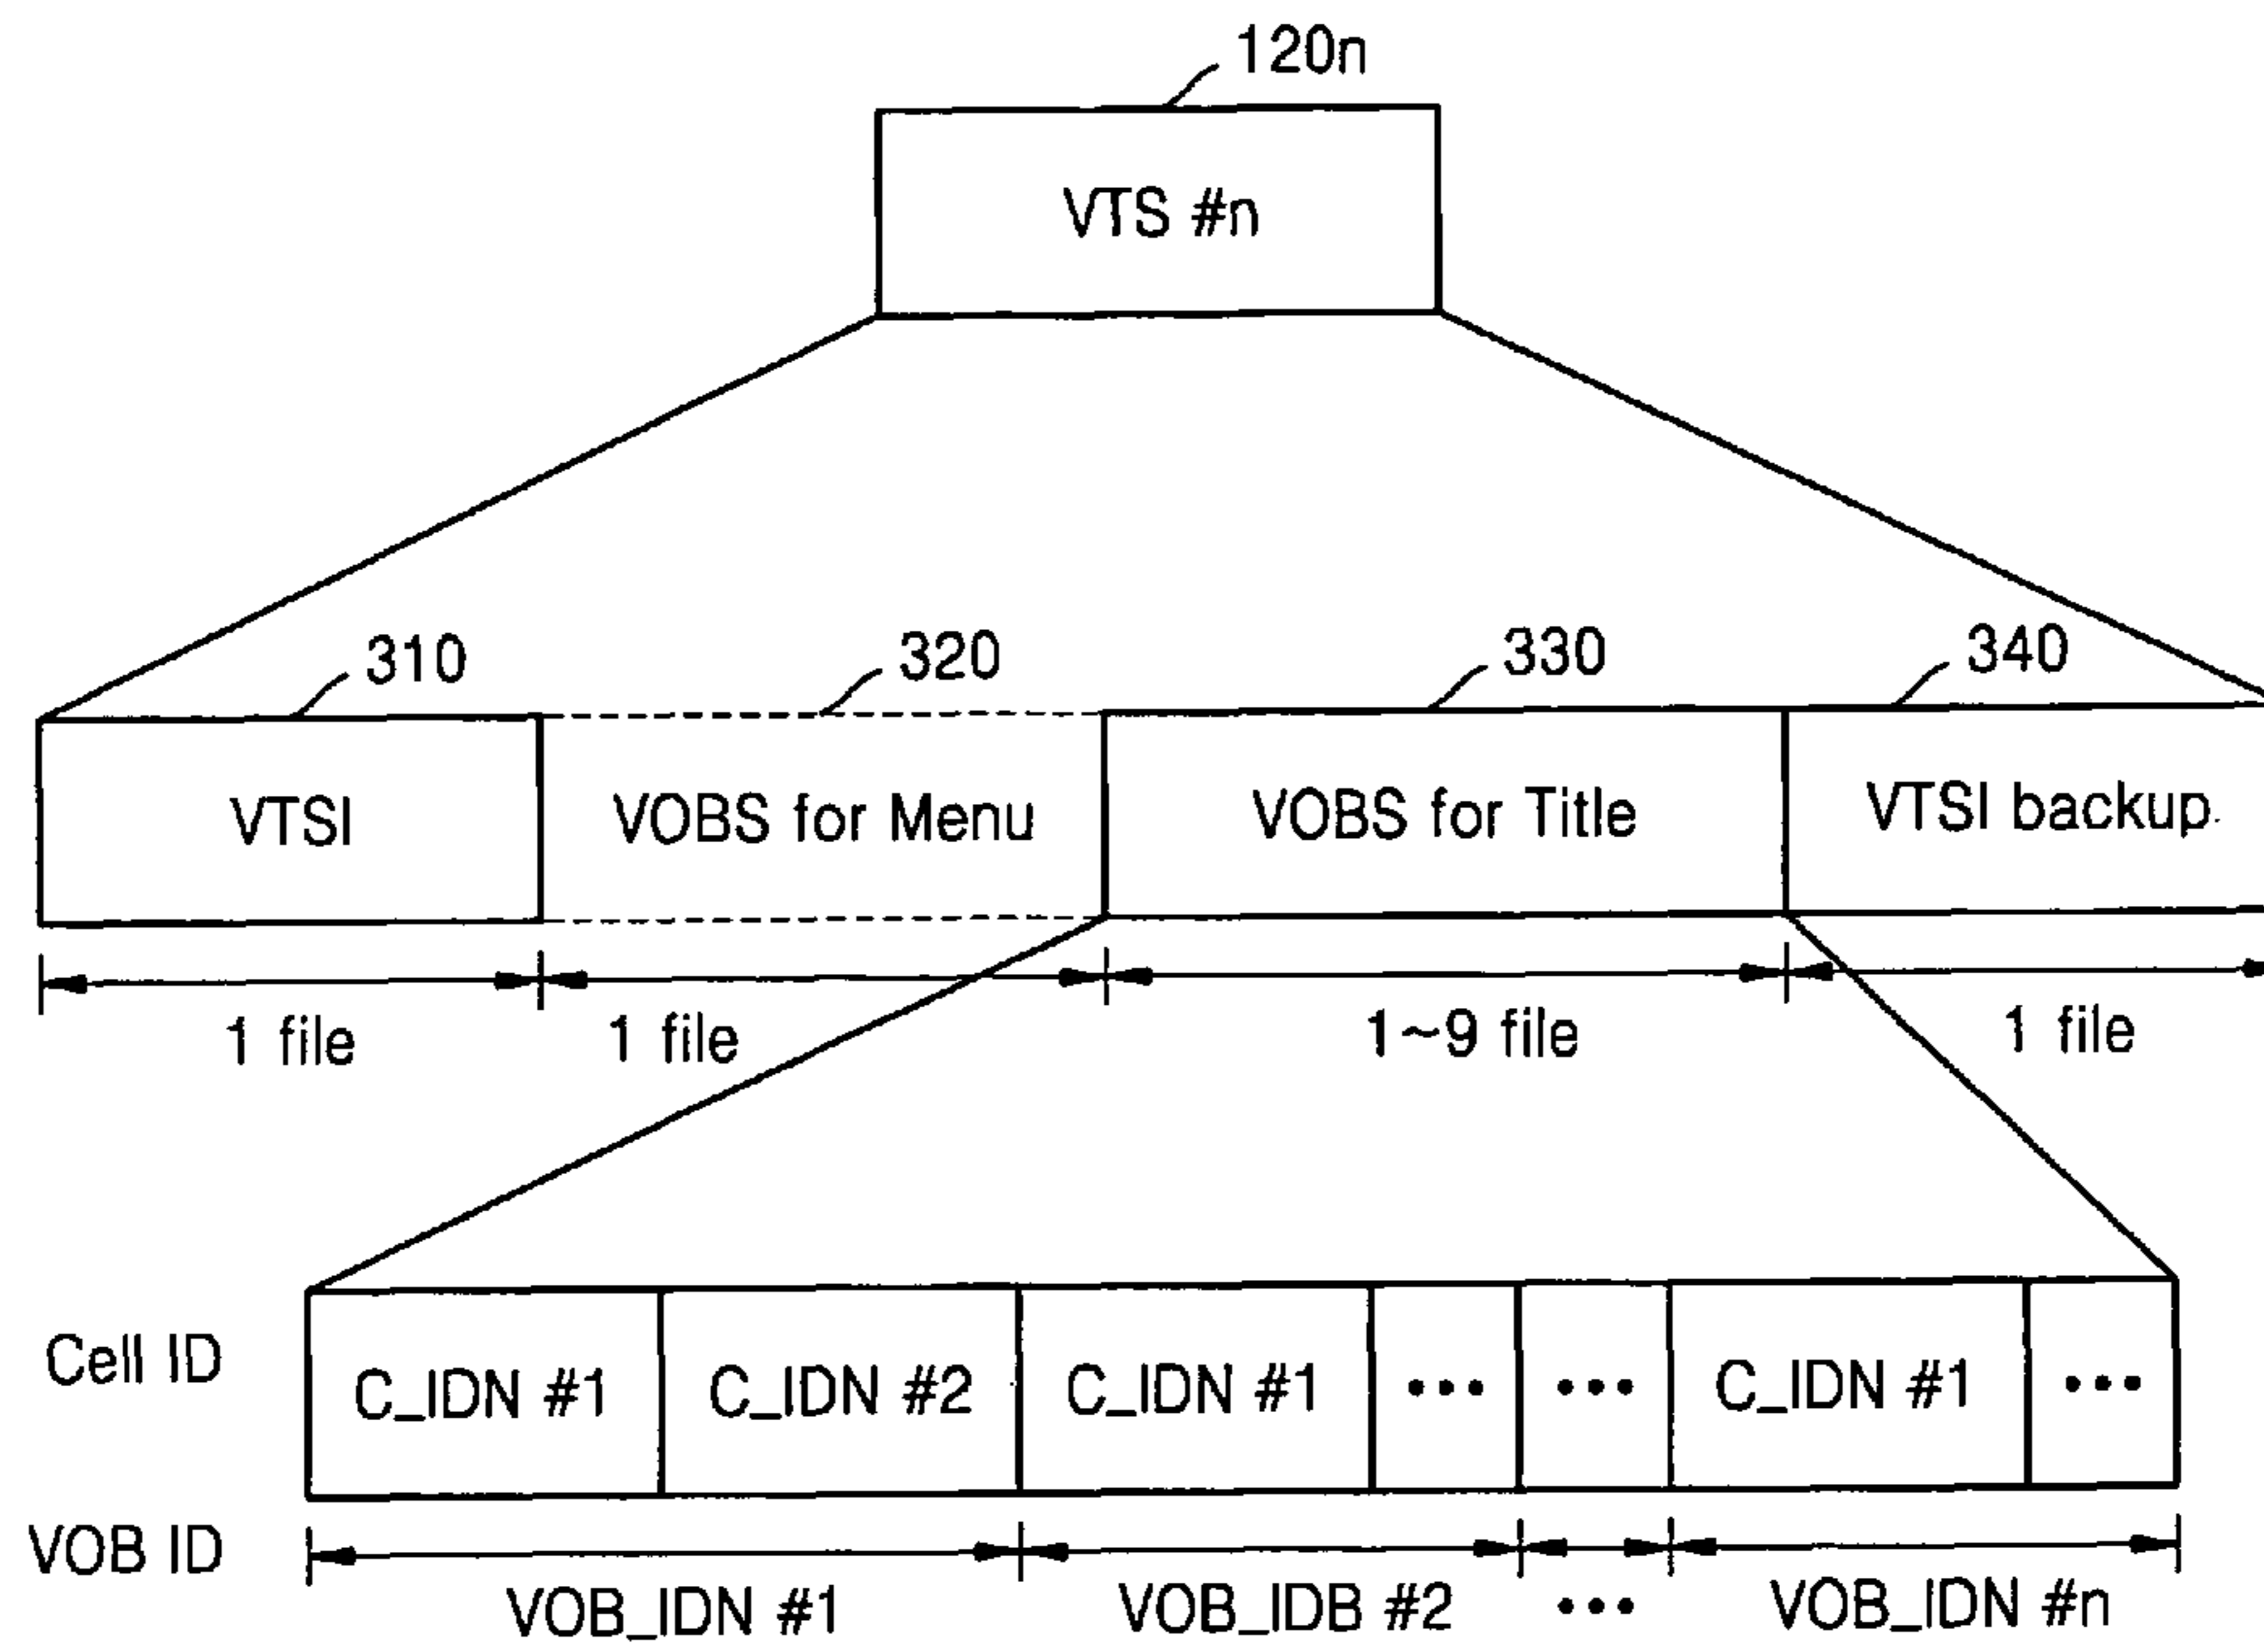 120n
VTS #n
310
320
330
340
VTSI
VOBS for Menu
VOBS for Title
VTSI backup.
1 file
1 file
1~9 file
1 file
Cell ID
C_IDN #1
C_IDN #2
C_IDN #1
•••
•••
C_IDN #1
•••
VOB ID
VOB_IDN #1
VOB_IDB #2
•••
VOB_IDN #n